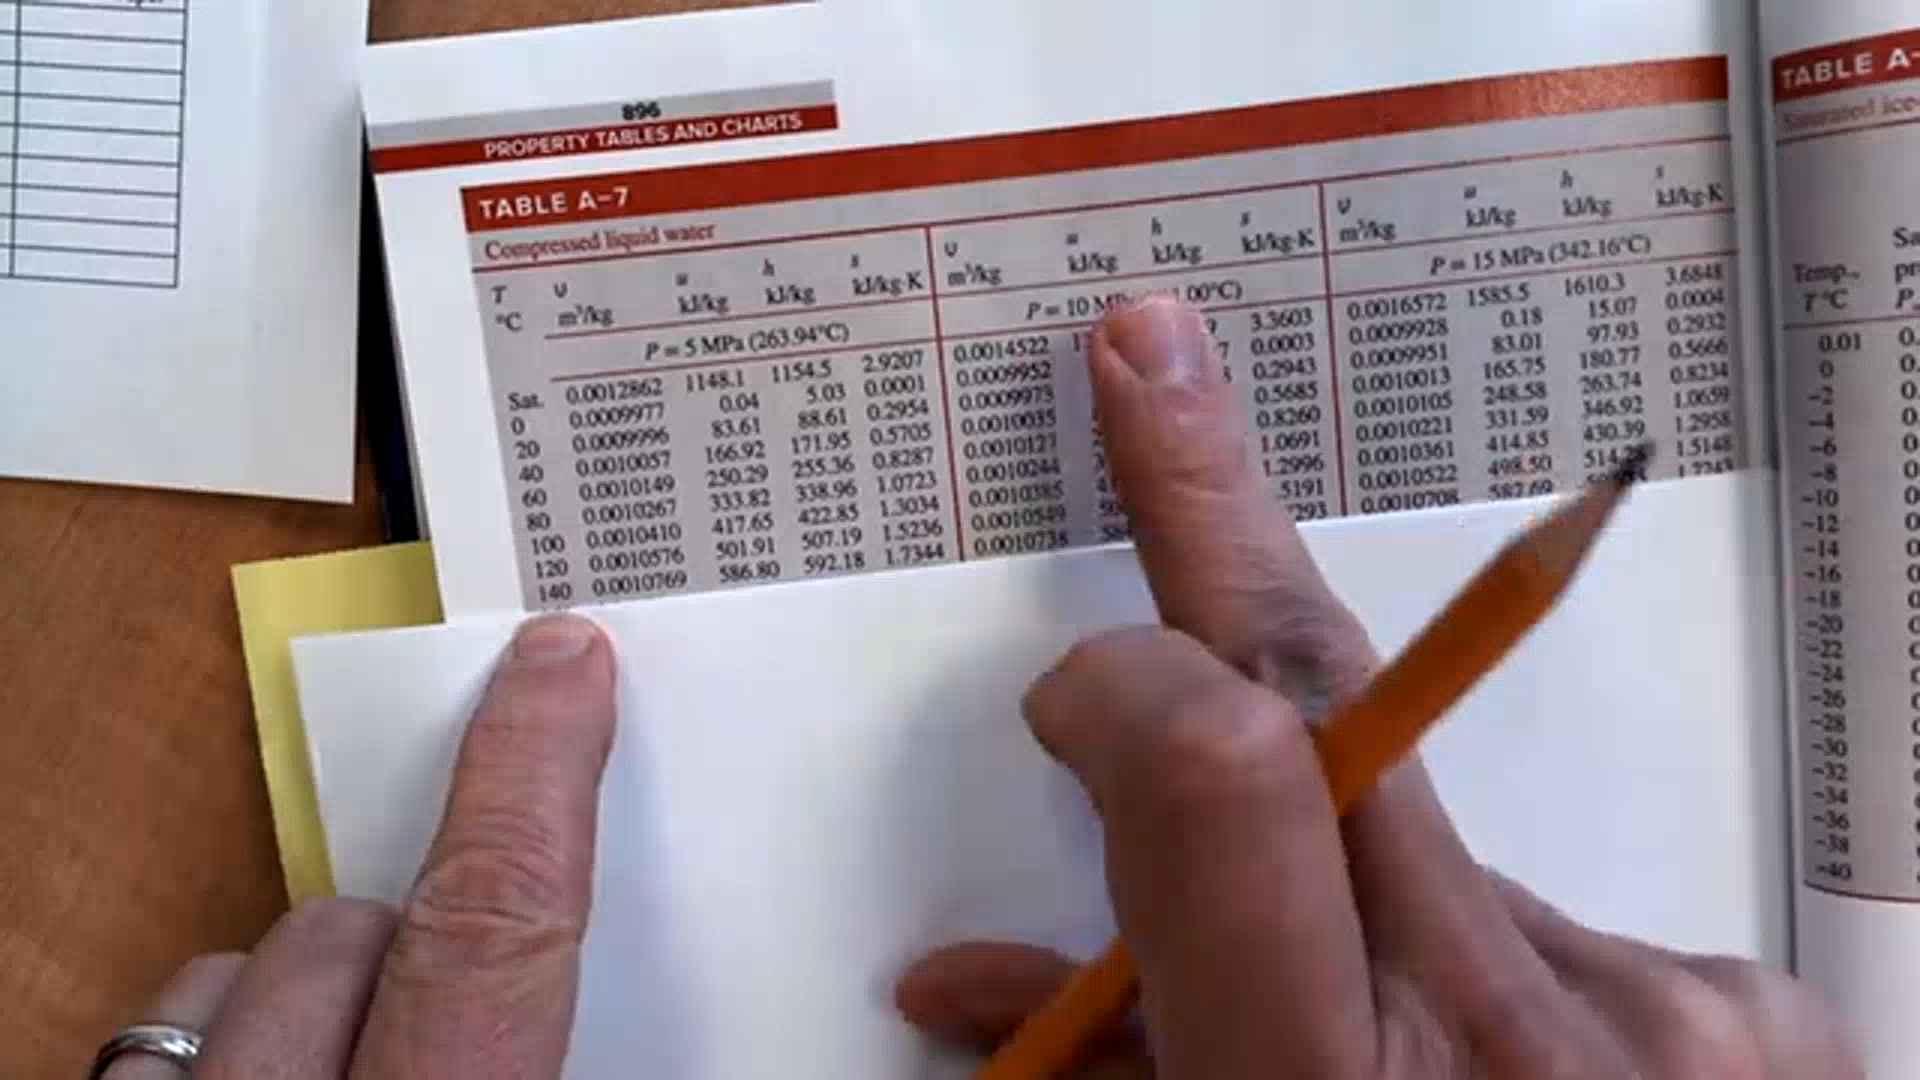 896
PROPERTY TABLES AND CHARTS
TABLE A–7
Compressed liquid water
T υ u h s υ u h s υ u h s
°C m³/kg kJ/kg kJ/kg kJ/kg·K m³/kg kJ/kg kJ/kg kJ/kg·K m³/kg kJ/kg kJ/kg kJ/kg·K
P = 5 MPa (263.94°C) P = 10 .00°C) P = 15 MPa (342.16°C)
Sat. 0.0012862 1148.1 1154.5 2.9207 0.0014522 3.3603 0.0016572 1585.5 1610.3 3.6848
0 0.0009977 0.04 5.03 0.0001 0.0009952 0.0003 0.0009928 0.18 15.07 0.0004
20 0.0009996 83.61 88.61 0.2954 0.0009973 0.2943 0.0009951 83.01 97.93 0.2932
40 0.0010057 166.92 171.95 0.5705 0.0010035 0.5685 0.0010013 165.75 180.77 0.5666
60 0.0010149 250.29 255.36 0.8287 0.0010127 0.8260 0.0010105 248.58 263.74 0.8234
80 0.0010267 333.82 338.96 1.0723 0.0010244 1.0691 0.0010221 331.59 346.92 1.0659
100 0.0010410 417.65 422.85 1.3034 0.0010385 1.2996 0.0010361 414.85 430.39 1.2958
120 0.0010576 501.91 507.19 1.5236 0.0010549 .5191 0.0010522 498.50 1.5148
140 0.0010769 586.80 592.18 1.7344 0.0010738 7293 0.0010708 587.69 1.7243
TABLE A–
Saturated ice–
Temp.,
T °C
0.01
0
–2
–4
–6
–8
–10
–12
–14
–16
–18
–20
–22
–24
–26
–28
–30
–32
–34
–36
–38
–40